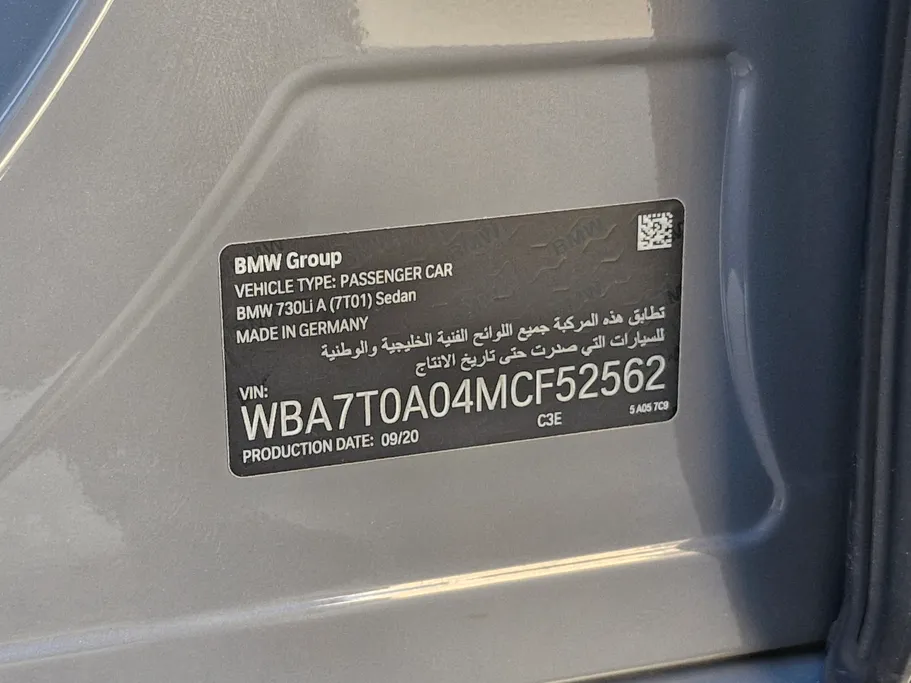 BMW Group
VEHICLE TYPE: PASSENGER CAR
BMW 730Li A (7T01) Sedan
MADE IN GERMANY
تطابق هذه المركبة جميع اللوائح الفنية الخليجية والوطنية
للسيارات التي صدرت حتى تاريخ الانتاج
VIN:
WBA7T0A04MCF52562
PRODUCTION DATE: 09/20
C3E
5 A05 7C9